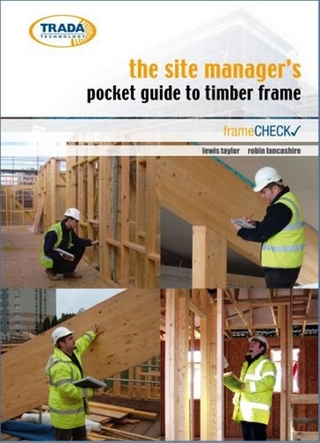 TRADA
TECHNOLOGY
the site manager's
pocket guide to timber frame
frameCHECK✓
lewis taylor robin lancashire